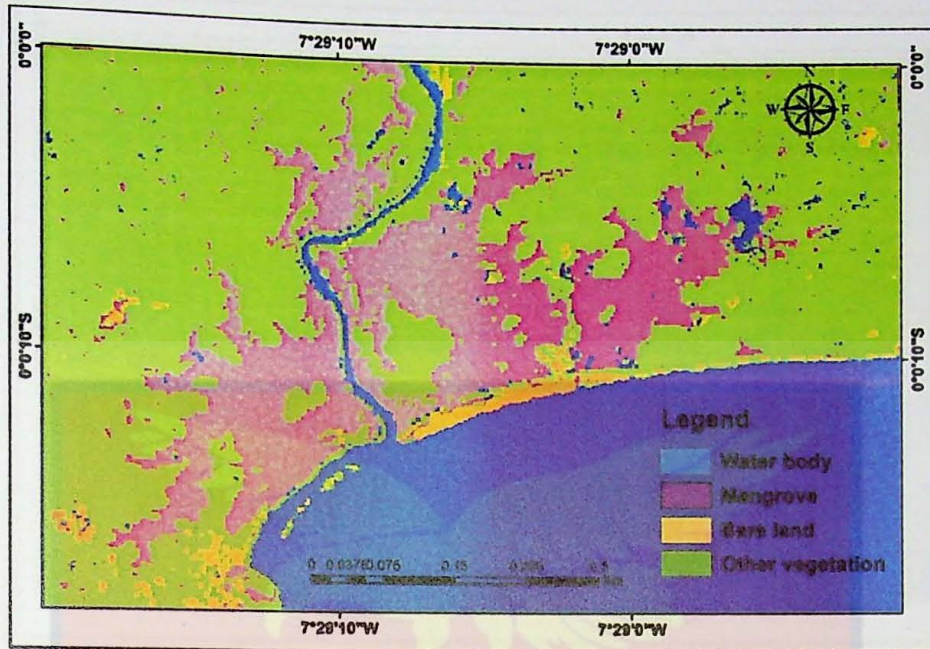 7°29'10"W 7°29'0"W
0°0'0" 0°0'0"
N
W E
S
0°0'10"S 0°0'10"S
Legend
Water body
Mangrove
Bare land
Other vegetation
0 0.0375 0.075 0.15
7°29'10"W 7°29'0"W